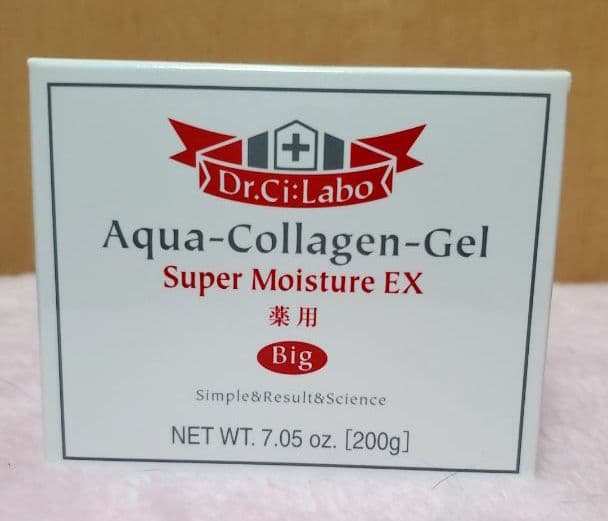 Dr.Ci:Labo
Aqua-Collagen-Gel
Super Moisture EX
薬用
Big
Simple&Result&Science
NET WT. 7.05 oz. [200g]